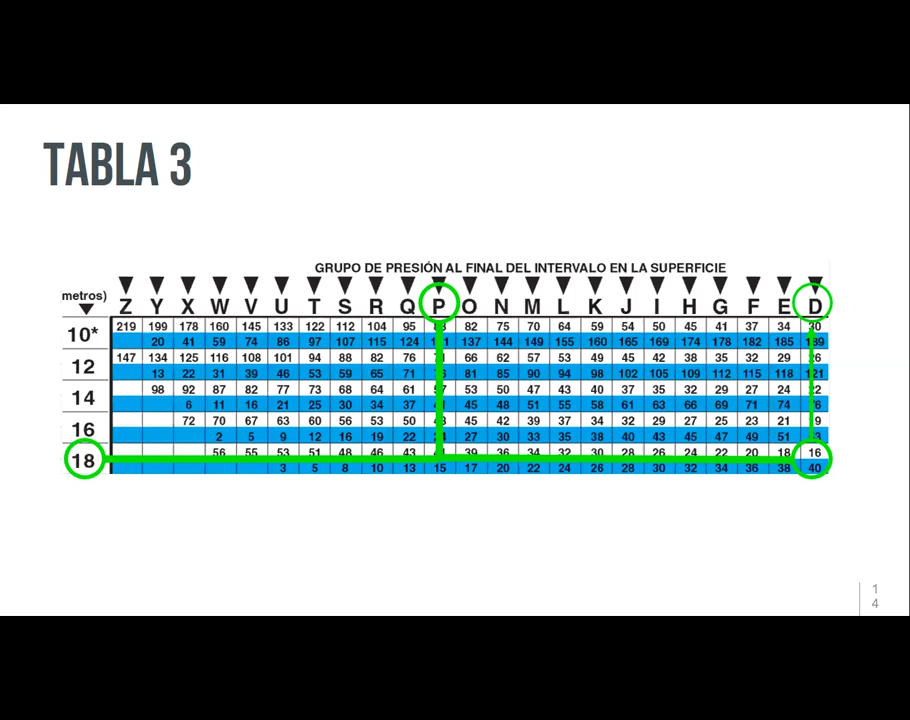 TABLA 3
GRUPO DE PRESIÓN AL FINAL DEL INTERVALO EN LA SUPERFICIE
metros) Z Y X W V U T S R Q P O N M L K J I H G F E D
10* 219 199 178 160 145 133 122 112 104 95 82 75 70 64 59 54 50 45 41 37 34 30
20 41 59 74 86 97 107 115 124 137 144 149 155 160 165 169 174 178 182 185 189
12 147 134 125 116 108 101 94 88 82 76 66 62 57 53 49 45 42 38 35 32 29 26
13 22 31 39 46 53 59 65 71 81 85 90 94 98 102 105 109 112 115 118 121
14 98 92 87 82 77 73 68 64 61 53 50 47 43 40 37 35 32 29 27 24 22
6 11 16 21 25 30 34 37 45 48 51 55 58 61 63 66 69 71 74 76
16 72 70 67 63 60 56 53 50 45 42 39 37 34 32 29 27 25 23 21
2 5 9 12 16 19 22 27 30 33 35 38 40 43 45 47 49 51
18 56 55 53 51 48 46 43 39 36 34 32 30 28 26 24 22 20 18 16
3 5 8 10 13 15 17 20 22 24 26 28 30 32 34 36 38 40
1
4